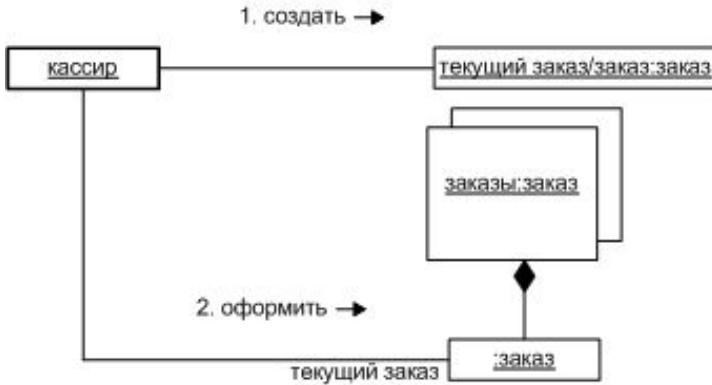 1. создать
кассир
текущий заказ/заказ:заказ
заказы:заказ
2. оформить
текущий заказ
:заказ